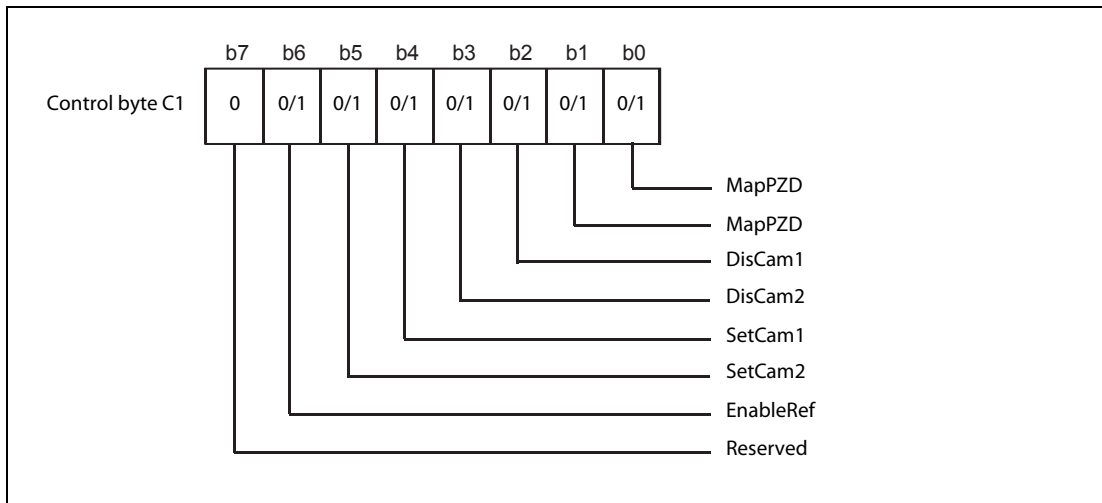 b7 b6 b5 b4 b3 b2 b1 b0
Control byte C1 0 0/1 0/1 0/1 0/1 0/1 0/1 0/1
MapPZD
MapPZD
DisCam1
DisCam2
SetCam1
SetCam2
EnableRef
Reserved